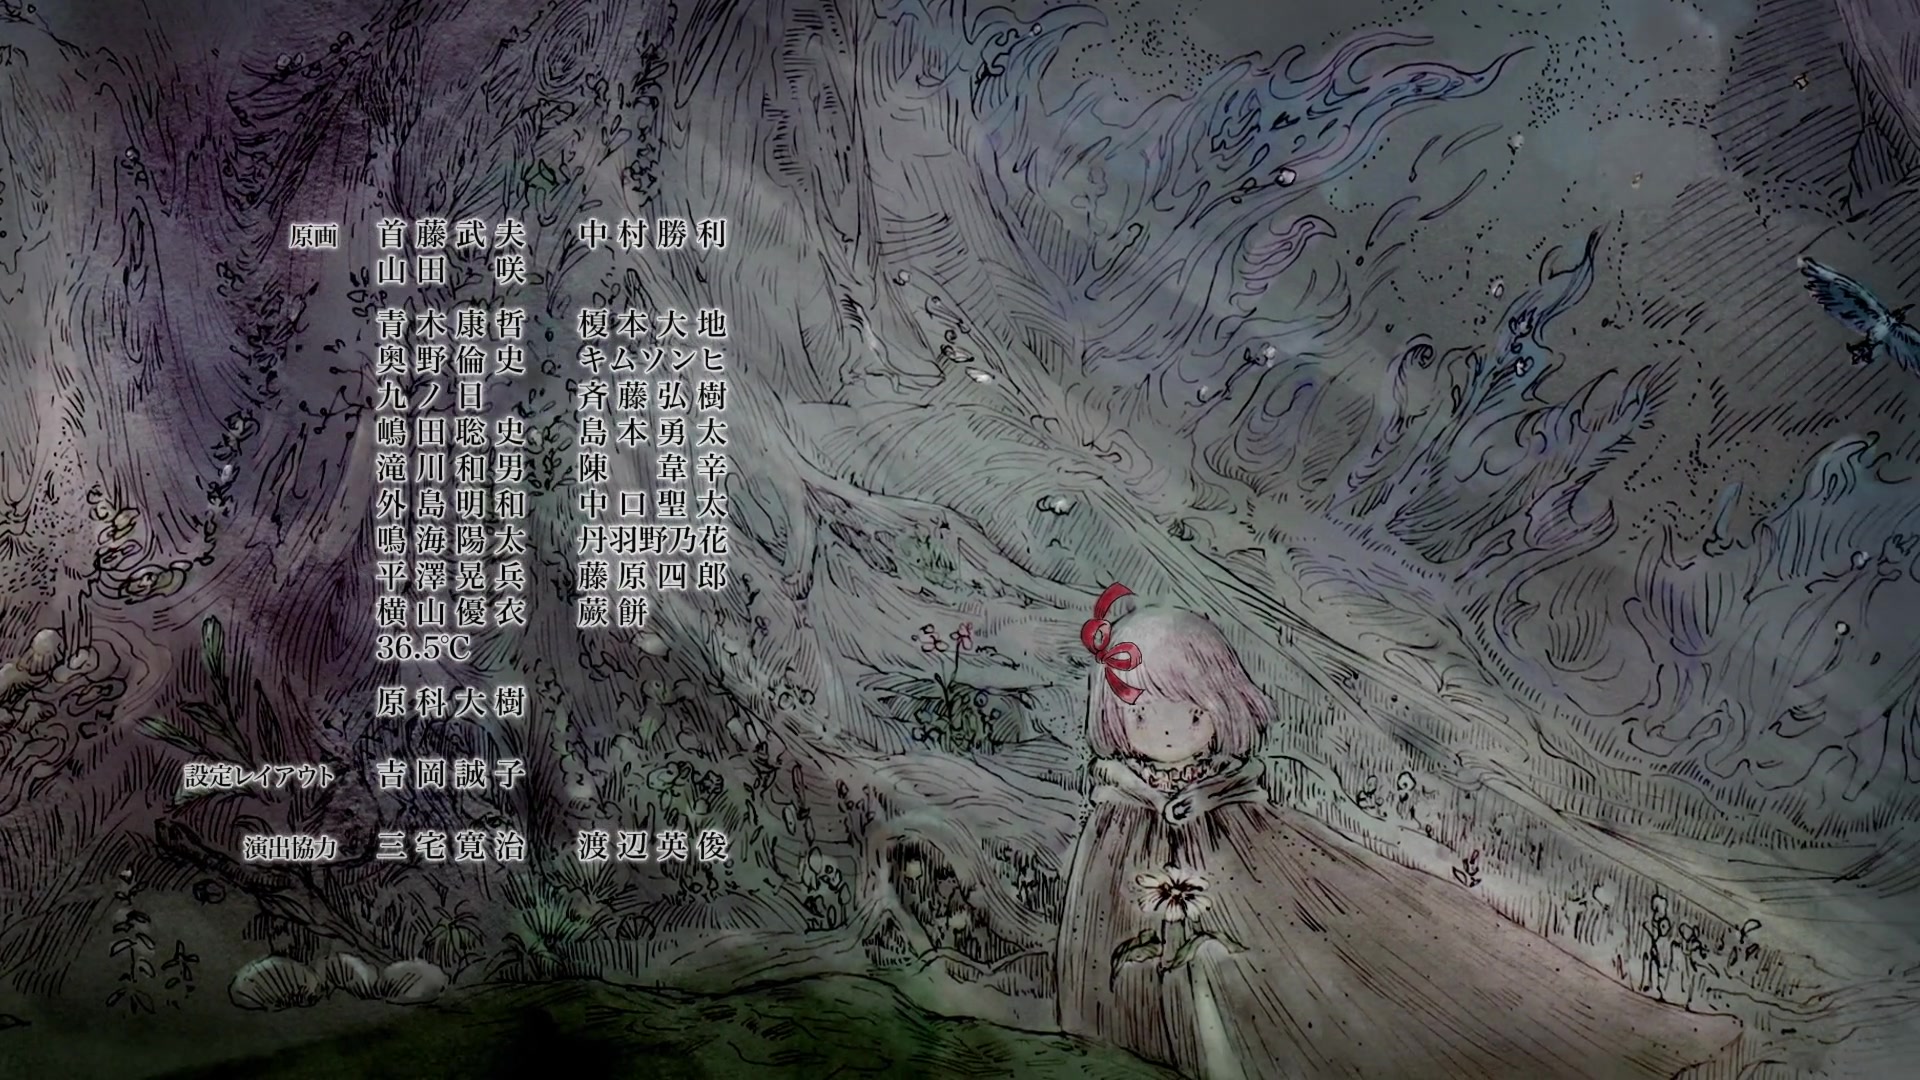 原画 首藤武夫 中村勝利
山田 咲
青木康哲 榎本大地
奥野倫史 キムソンヒ
九ノ日 斉藤弘樹
嶋田聡史 島本勇太
滝川和男 陳 韋辛
外島明和 中口聖太
鳴海陽太 丹羽野乃花
平澤晃兵 藤原四郎
横山優衣 蕨餅
36.5℃
原科大樹
設定レイアウト 吉岡誠子
演出協力 三宅寛治 渡辺英俊